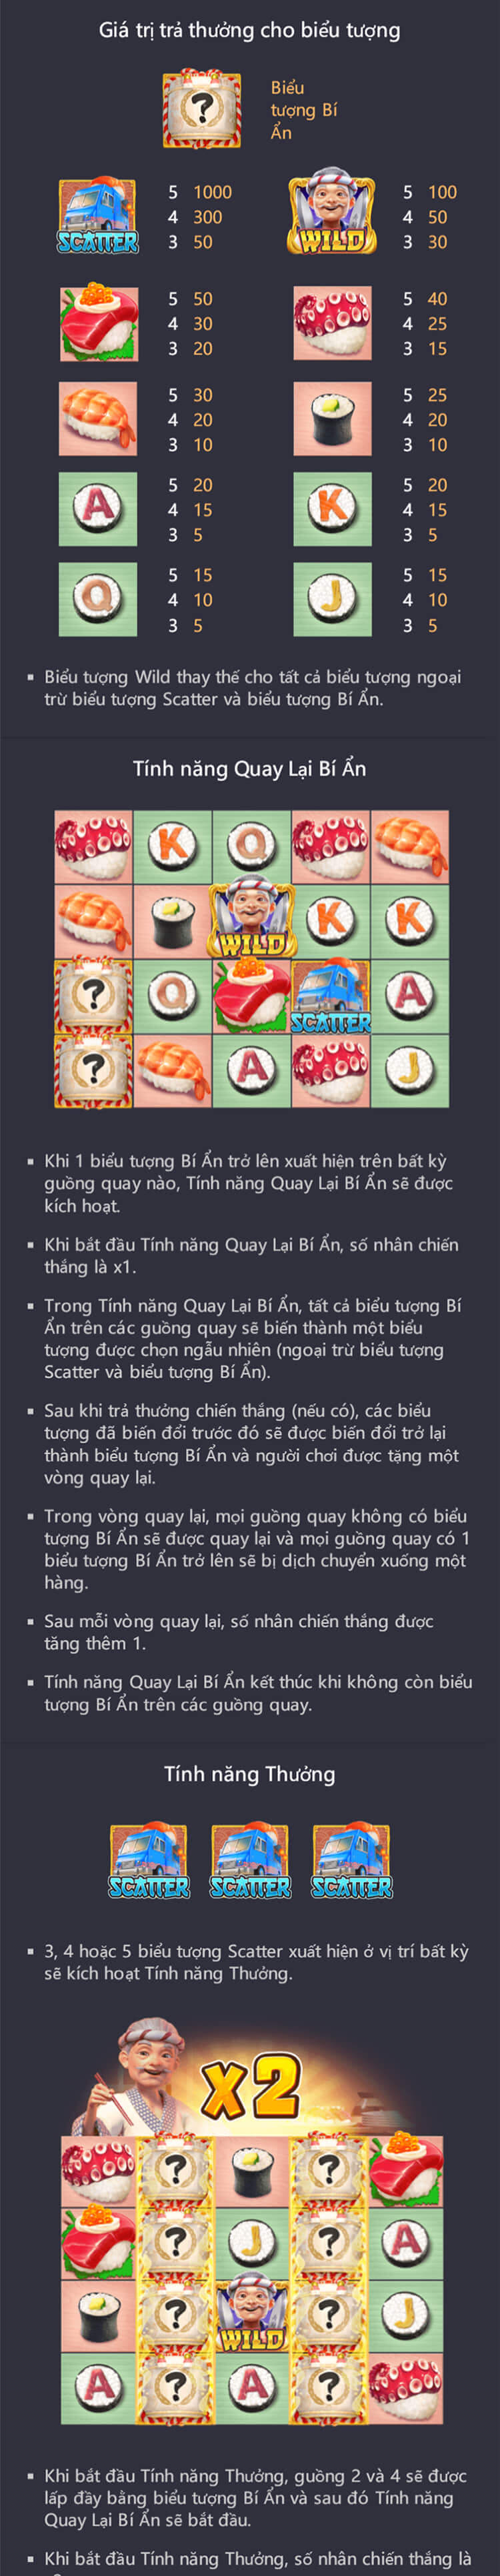 Giá trị trả thưởng cho biểu tượng
Biểu
tượng Bí
Ẩn
SCATTER
5 1000
4 300
3 50
WILD
5 100
4 50
3 30
5 50
4 30
3 20
5 40
4 25
3 15
5 30
4 20
3 10
5 25
4 20
3 10
A
5 20
4 15
3 5
K
5 20
4 15
3 5
Q
5 15
4 10
3 5
J
5 15
4 10
3 5
▪ Biểu tượng Wild thay thế cho tất cả biểu tượng ngoại
trừ biểu tượng Scatter và biểu tượng Bí Ẩn.
Tính năng Quay Lại Bí Ẩn
K Q
WILD K K
? Q SCATTER A
? A J
▪ Khi 1 biểu tượng Bí Ẩn trở lên xuất hiện trên bất kỳ
guồng quay nào, Tính năng Quay Lại Bí Ẩn sẽ được
kích hoạt.
▪ Khi bắt đầu Tính năng Quay Lại Bí Ẩn, số nhân chiến
thắng là x1.
▪ Trong Tính năng Quay Lại Bí Ẩn, tất cả biểu tượng Bí
Ẩn trên các guồng quay sẽ biến thành một biểu
tượng được chọn ngẫu nhiên (ngoại trừ biểu tượng
Scatter và biểu tượng Bí Ẩn).
▪ Sau khi trả thưởng chiến thắng (nếu có), các biểu
tượng đã biến đổi trước đó sẽ được biến đổi trở lại
thành biểu tượng Bí Ẩn và người chơi được tặng một
vòng quay lại.
▪ Trong vòng quay lại, mọi guồng quay không có biểu
tượng Bí Ẩn sẽ được quay lại và mọi guồng quay có 1
biểu tượng Bí Ẩn trở lên sẽ bị dịch chuyển xuống một
hàng.
▪ Sau mỗi vòng quay lại, số nhân chiến thắng được
tăng thêm 1.
▪ Tính năng Quay Lại Bí Ẩn kết thúc khi không còn biểu
tượng Bí Ẩn trên các guồng quay.
Tính năng Thưởng
SCATTER SCATTER SCATTER
▪ 3, 4 hoặc 5 biểu tượng Scatter xuất hiện ở vị trí bất kỳ
sẽ kích hoạt Tính năng Thưởng.
x2
? ?
? J ? A
? WILD ? J
A ? A ?
▪ Khi bắt đầu Tính năng Thưởng, guồng 2 và 4 sẽ được
lấp đầy bằng biểu tượng Bí Ẩn và sau đó Tính năng
Quay Lại Bí Ẩn sẽ bắt đầu.
▪ Khi bắt đầu Tính năng Thưởng, số nhân chiến thắng là